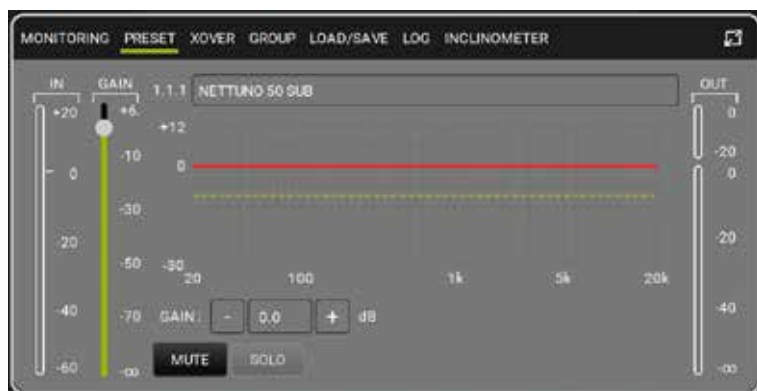 MONITORING PRESET XOVER GROUP LOAD/SAVE LOG INCLINOMETER
IN GAIN 1.1.1 NETTUNO 50 SUB OUT
+20 +6. +12 0
-10 -20
0 0 0
-30
-20 -20
-50 -30
20 100 1k 5k 20k
-40 -70 GAIN: - 0.0 + dB -40
MUTE SOLO
-60 -∞ -∞